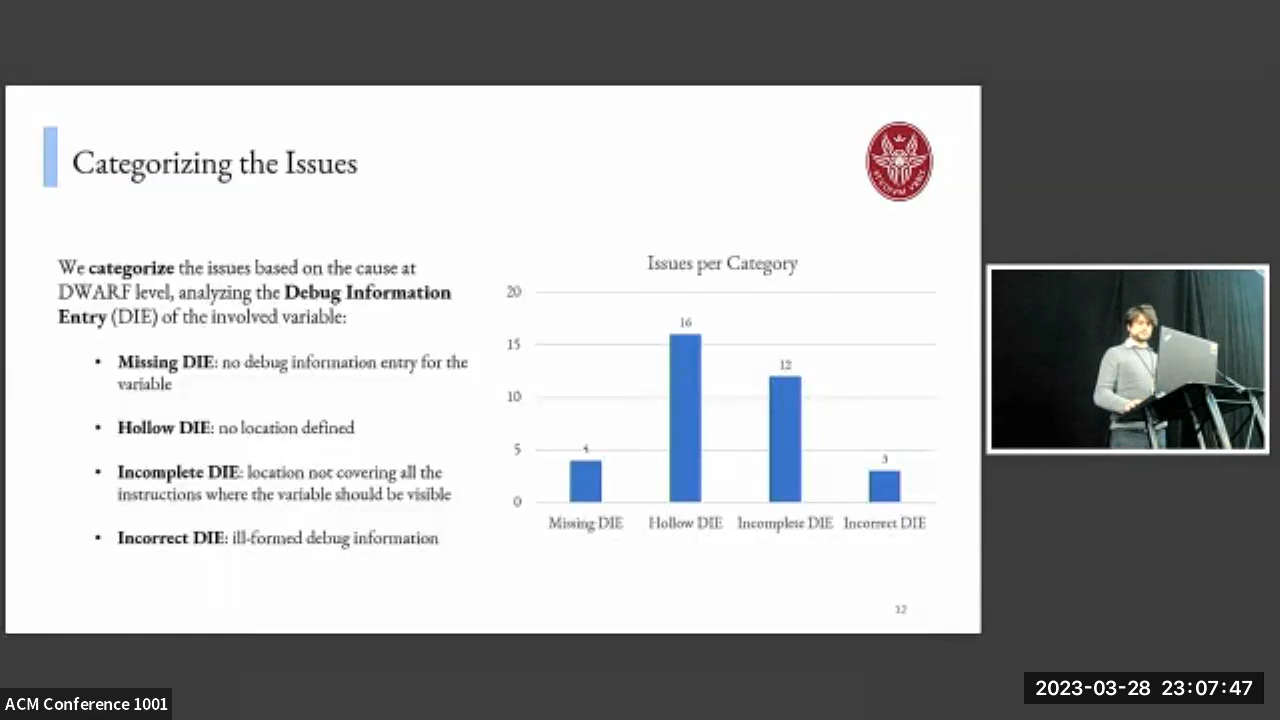 Categorizing the Issues
We categorize the issues based on the cause at
DWARF level, analyzing the Debug Information
Entry (DIE) of the involved variable:
• Missing DIE: no debug information entry for the
variable
• Hollow DIE: no location defined
• Incomplete DIE: location not covering all the
instructions where the variable should be visible
• Incorrect DIE: ill-formed debug information
Issues per Category
20
15
10
5
0
4
16
12
3
Missing DIE Hollow DIE Incomplete DIE Incorrect DIE
12
ACM Conference 1001
2023-03-28 23:07:47